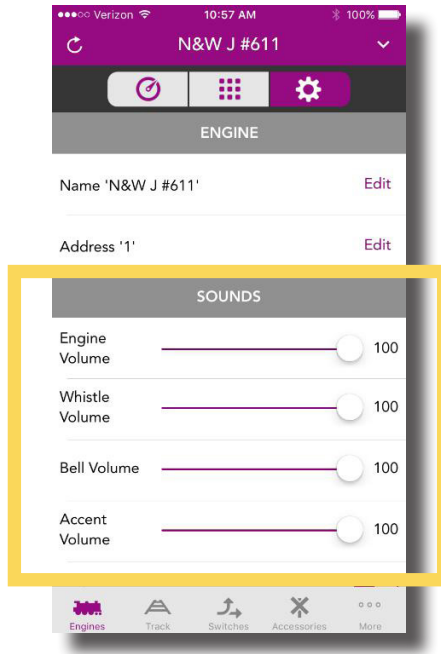 Verizon 10:57 AM 100%
N&W J #611
ENGINE
Name 'N&W J #611' Edit
Address '1' Edit
SOUNDS
Engine
Volume 100
Whistle
Volume 100
Bell Volume 100
Accent
Volume 100
Engines Track Switches Accessories More